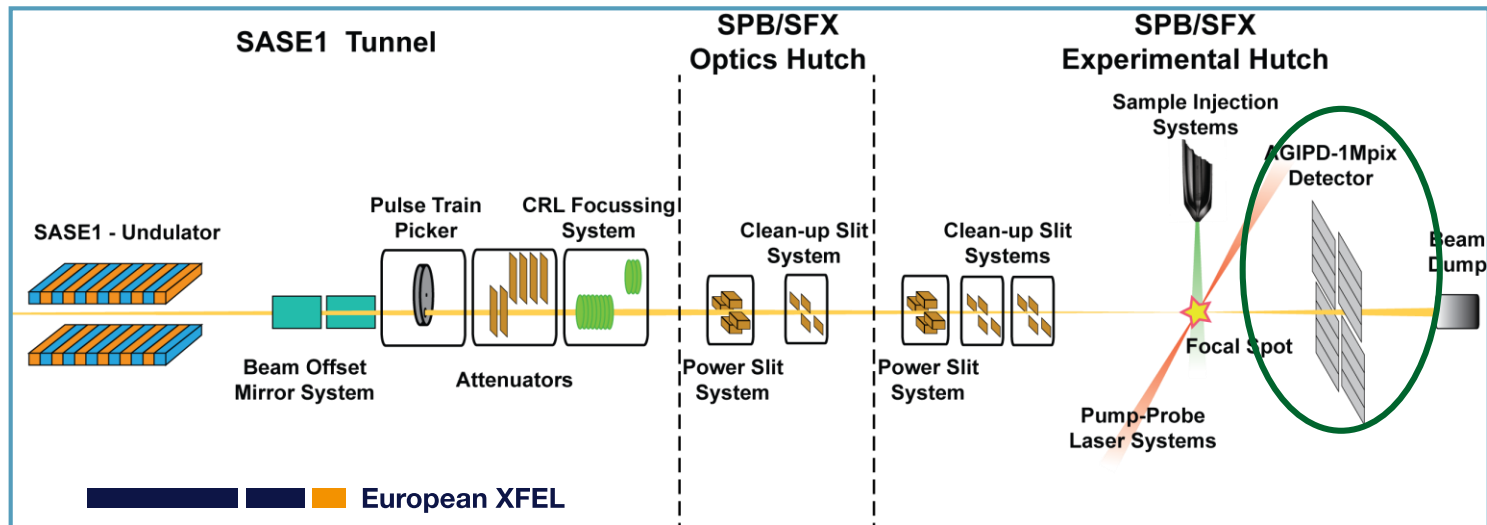 SASE1 Tunnel
SPB/SFX
Optics Hutch
SPB/SFX
Experimental Hutch
Sample Injection
Systems
AGIPD-1Mpix
Detector
Pulse Train
Picker
CRL Focussing
System
SASE1 - Undulator
Clean-up Slit
System
Clean-up Slit
Systems
Beam
Dump
Beam Offset
Mirror System
Attenuators
Power Slit
System
Power Slit
System
Focal Spot
Pump-Probe
Laser Systems
European XFEL